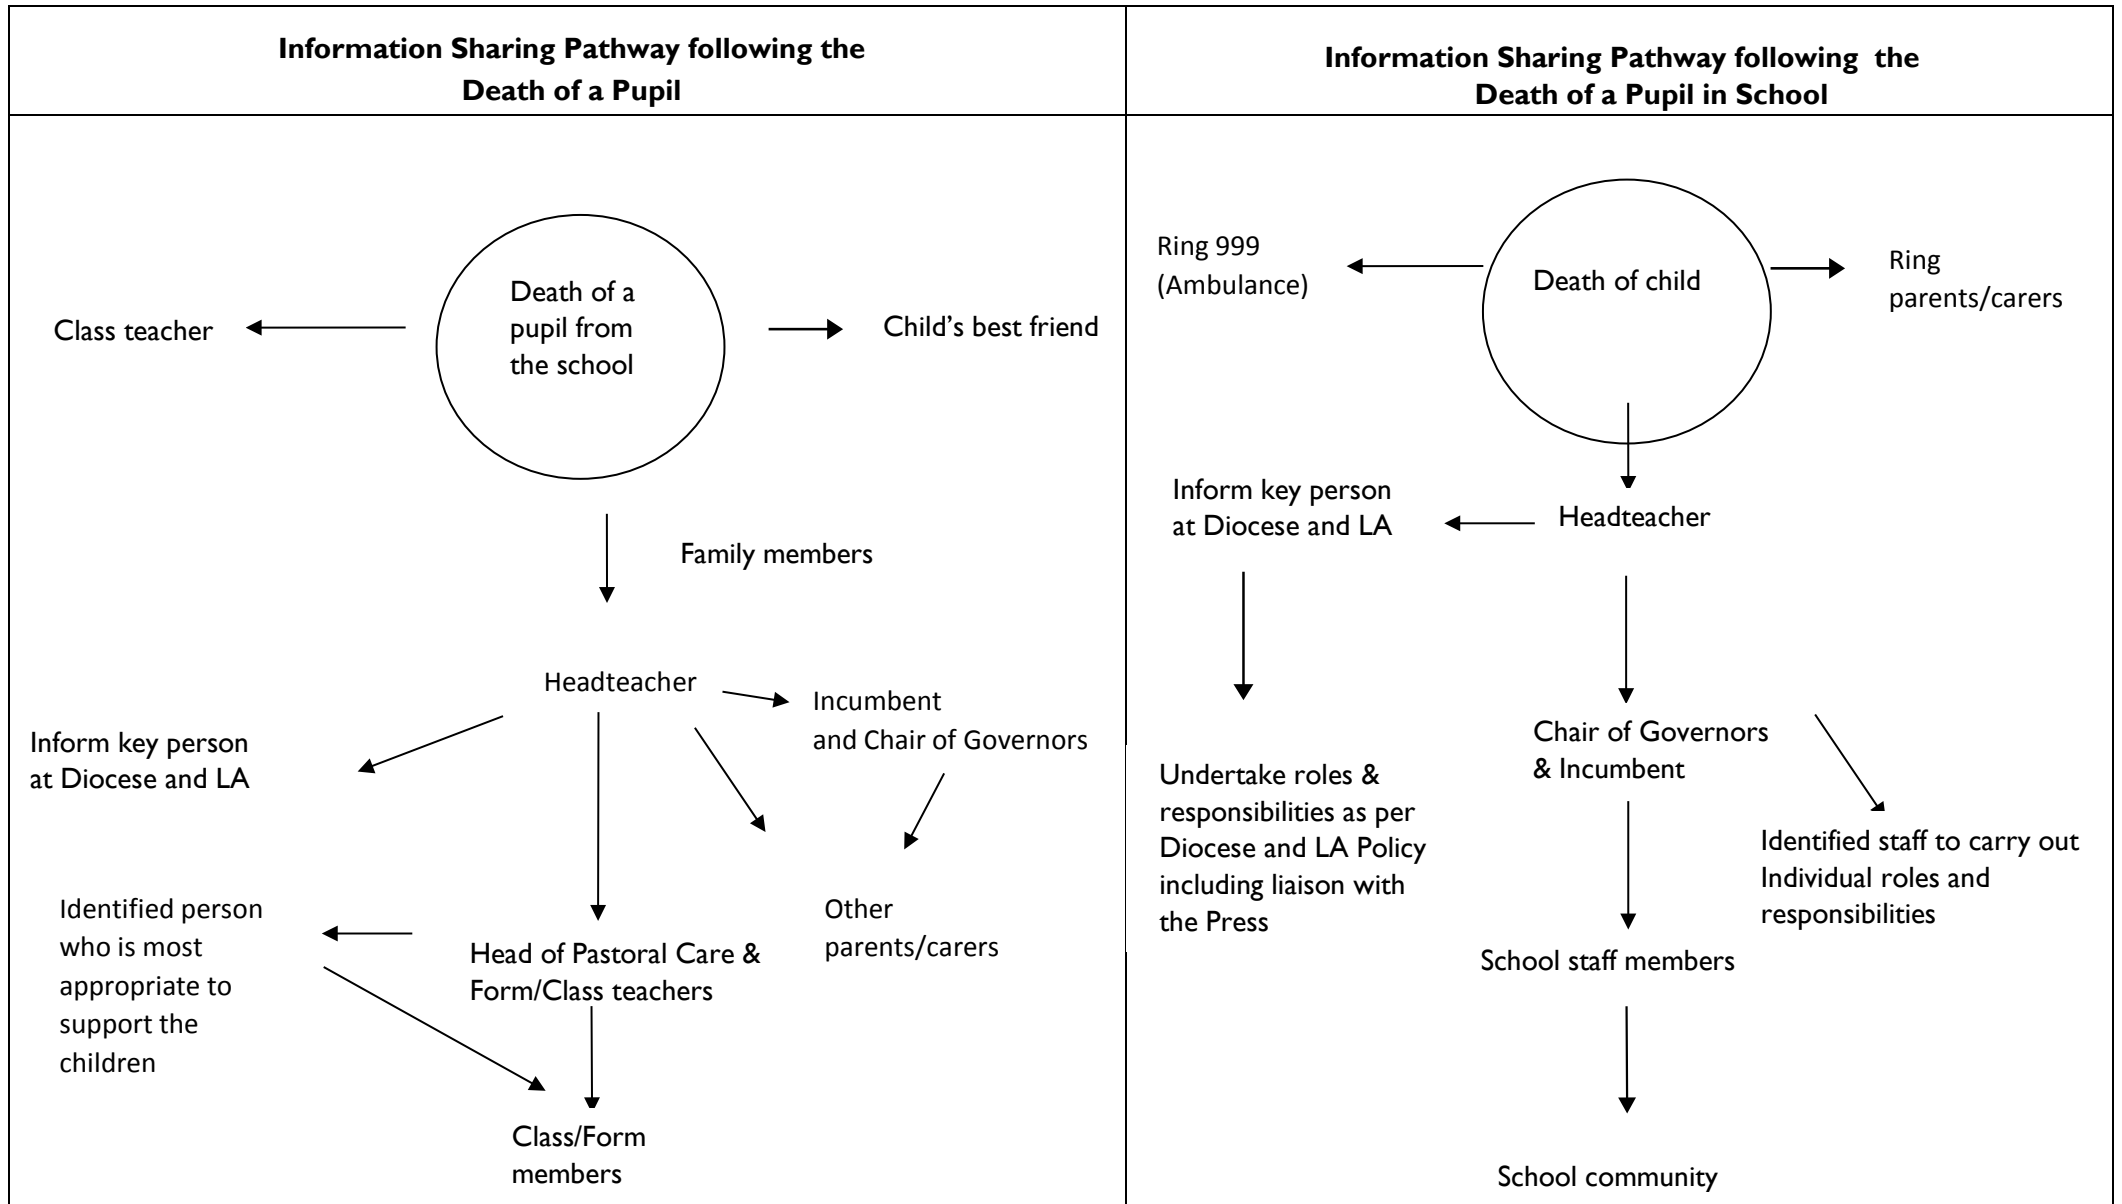 Information Sharing Pathway following the
Death of a Pupil
Death of a
pupil from
the school
Class teacher
Child’s best friend
Family members
Headteacher
Incumbent
and Chair of Governors
Inform key person
at Diocese and LA
Identified person
who is most
appropriate to
support the
children
Head of Pastoral Care &
Form/Class teachers
Other
parents/carers
Class/Form
members
Information Sharing Pathway following  the
Death of a Pupil in School
Ring 999
(Ambulance)
Death of child
Ring
parents/carers
Inform key person
at Diocese and LA
Headteacher
Undertake roles &
responsibilities as per
Diocese and LA Policy
including liaison with
the Press
Chair of Governors
& Incumbent
Identified staff to carry out
Individual roles and
responsibilities
School staff members
School community